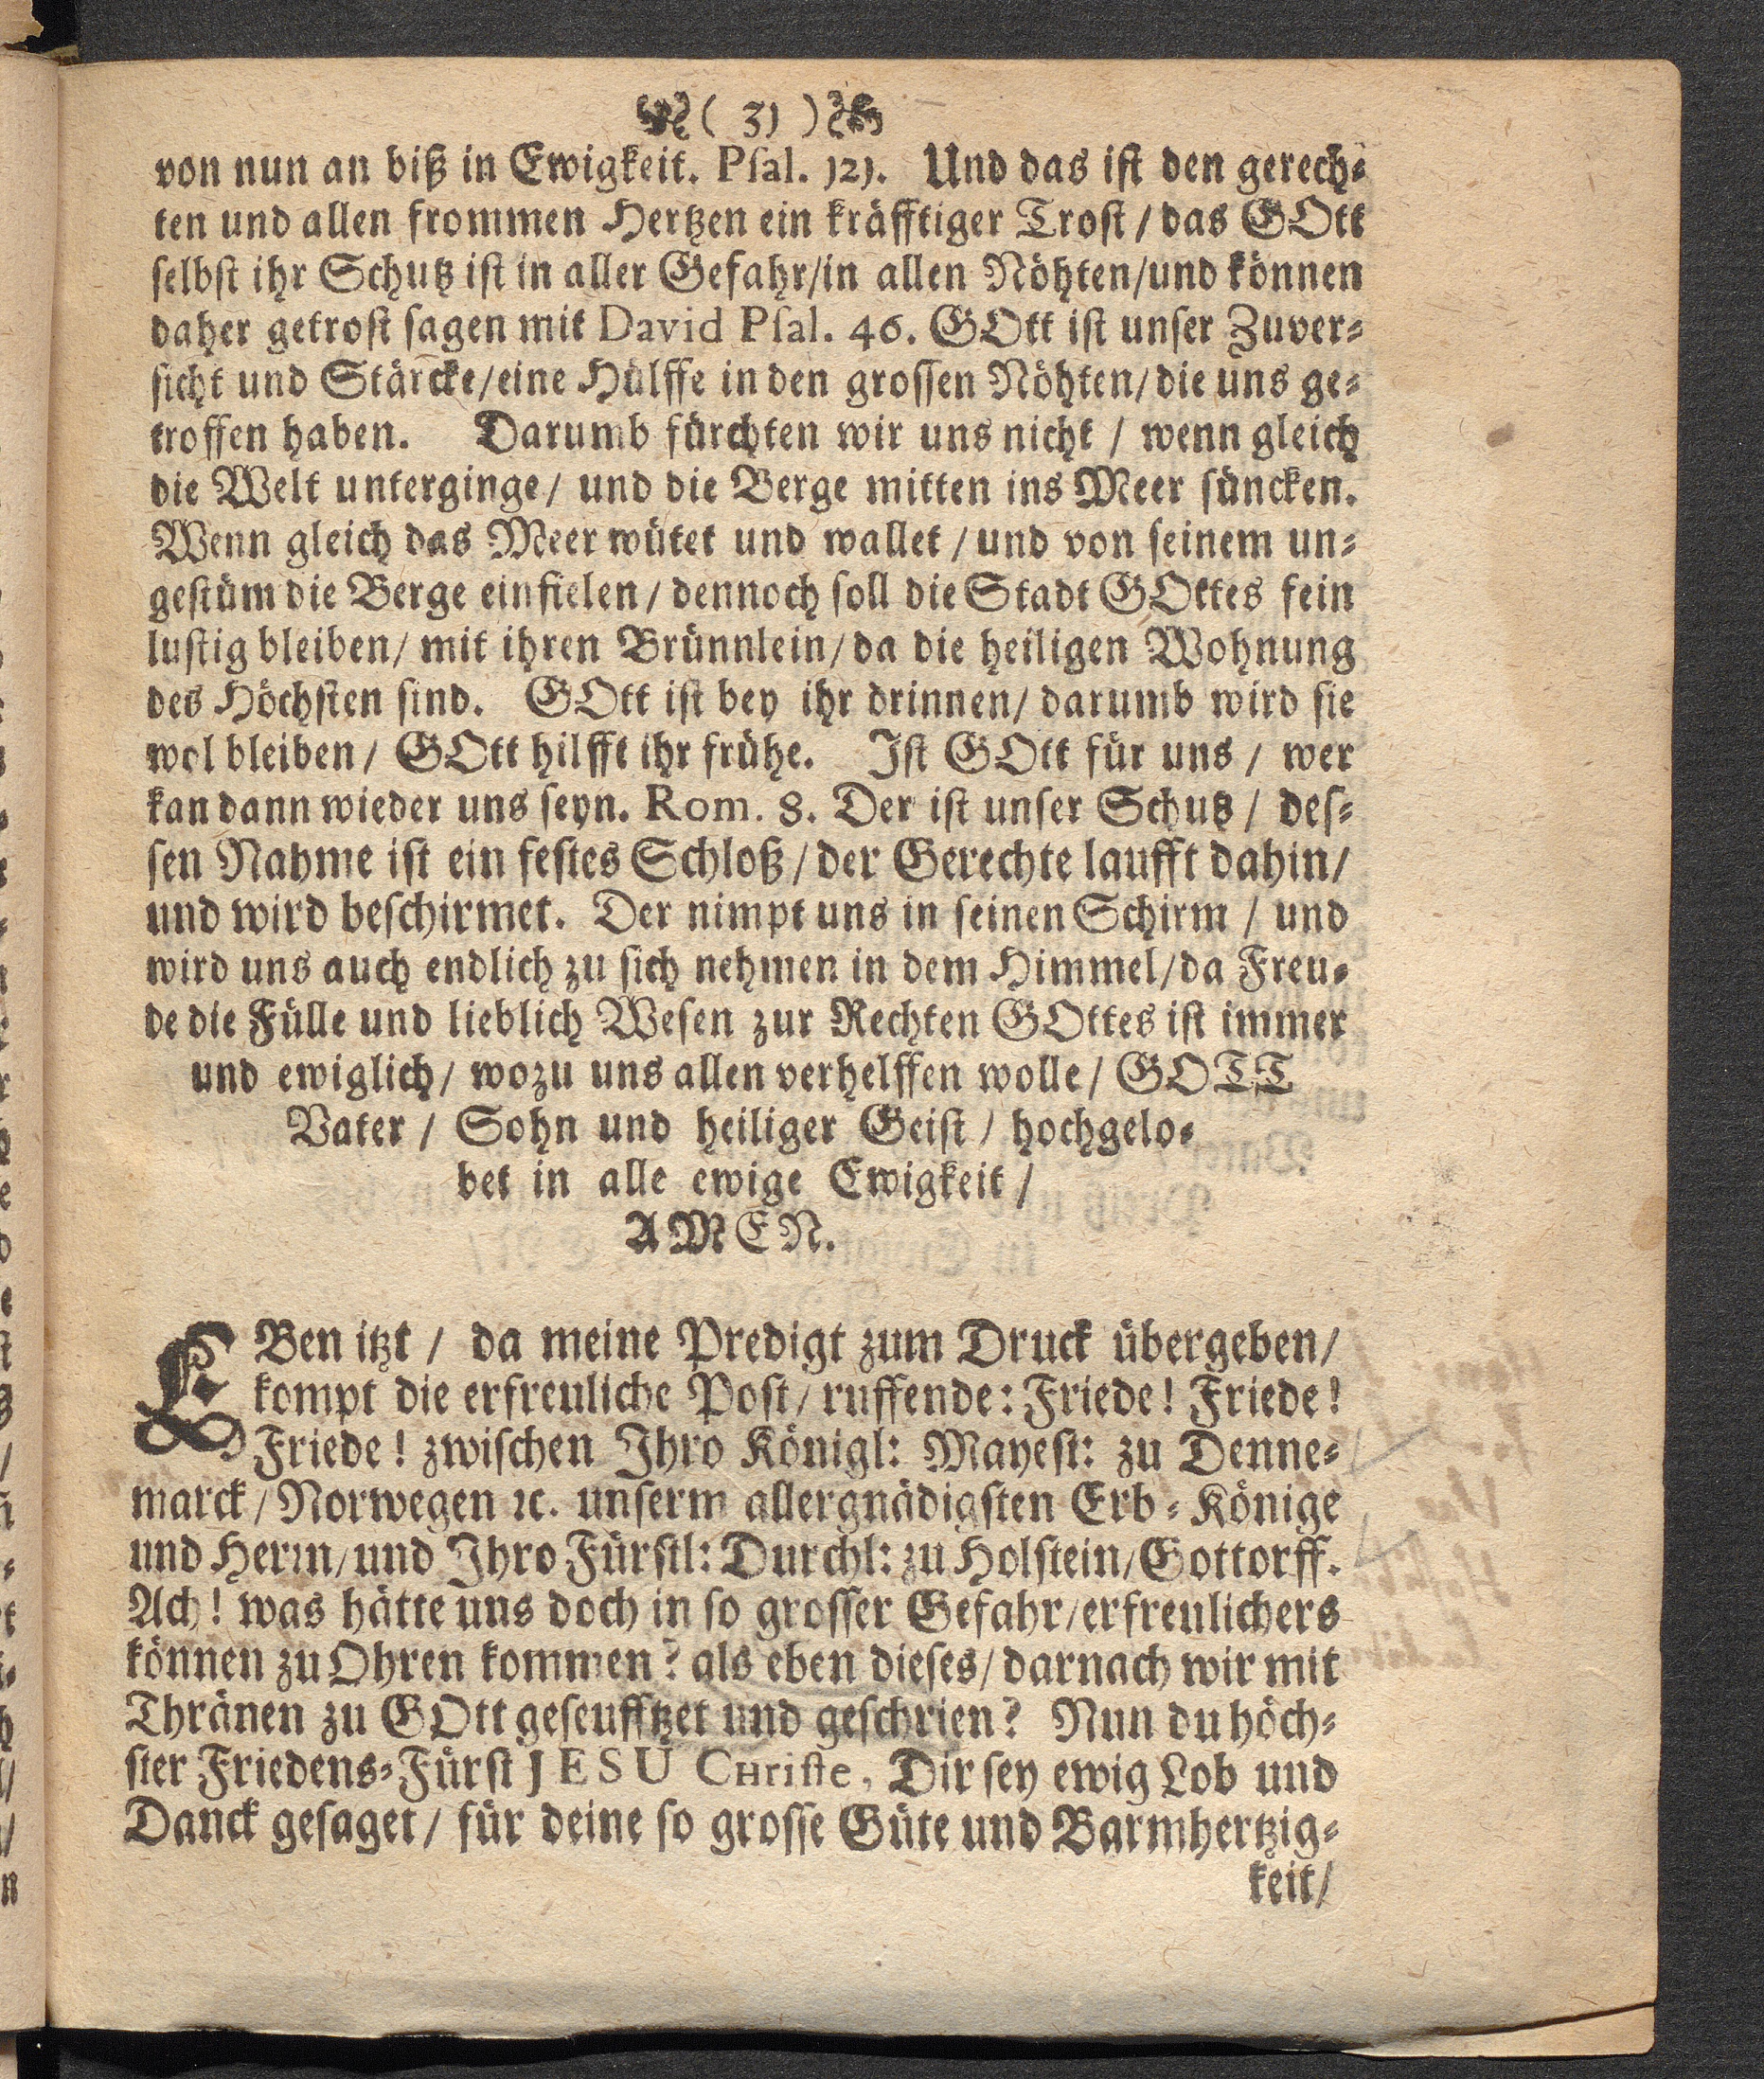 ( 31 )
von nun an biß in Ewigkeit. Psal. 121. Und das ist den gerech-
ten und allen frommen Hertzen ein kräfftiger Trost / das GOtt
selbst ihr Schutz ist in aller Gefahr/in allen Nöhten/und können
daher getrost sagen mit David Psal. 46. GOtt ist unser Zuver-
sicht und Stärcke/eine Hülffe in den grossen Nöhten/die uns ge-
troffen haben. Darumb fürchten wir uns nicht / wenn gleich
die Welt unterginge/ und die Berge mitten ins Meer süncken.
Wenn gleich das Meer wütet und wallet / und von seinem un-
gestüm die Berge einfielen / dennoch soll die Stadt GOttes fein
lustig bleiben/ mit ihren Brünnlein/ da die heiligen Wohnung
des Höchsten sind. GOtt ist bey ihr drinnen/ darumb wird sie
wol bleiben/ GOtt hilfft ihr frühe. Ist GOtt für uns / wer
kan dann wieder uns seyn. Rom. 8. Der ist unser Schutz / des-
sen Nahme ist ein festes Schloß / der Gerechte laufft dahin/
und wird beschirmet. Der nimpt uns in seinen Schirm / und
wird uns auch endlich zu sich nehmen in dem Himmel/da Freu-
de die Fülle und lieblich Wesen zur Rechten GOttes ist immer
und ewiglich/ wozu uns allen verhelffen wolle/ GOTT
Vater / Sohn und heiliger Geist / hochgelo-
bet in alle ewige Ewigkeit /
AMEN.
EBen itzt / da meine Predigt zum Druck übergeben/
kompt die erfreuliche Post/ ruffende: Friede! Friede!
Friede! zwischen Ihro Königl: Mayest: zu Denne-
marck / Norwegen ꝛc. unserm allergnädigsten Erb-Könige
und Herrn/und Ihro Fürstl: Durchl: zu Holstein/Gottorff.
Ach! was hätte uns doch in so grosser Gefahr/erfreulichers
können zu Ohren kommen? als eben dieses/ darnach wir mit
Thränen zu GOtt geseufftzet und geschrien? Nun du höch-
ster Friedens-Fürst JESU CHriste, Dir sey ewig Lob und
Danck gesaget/ für deine so grosse Güte und Barmhertzig-
keit/